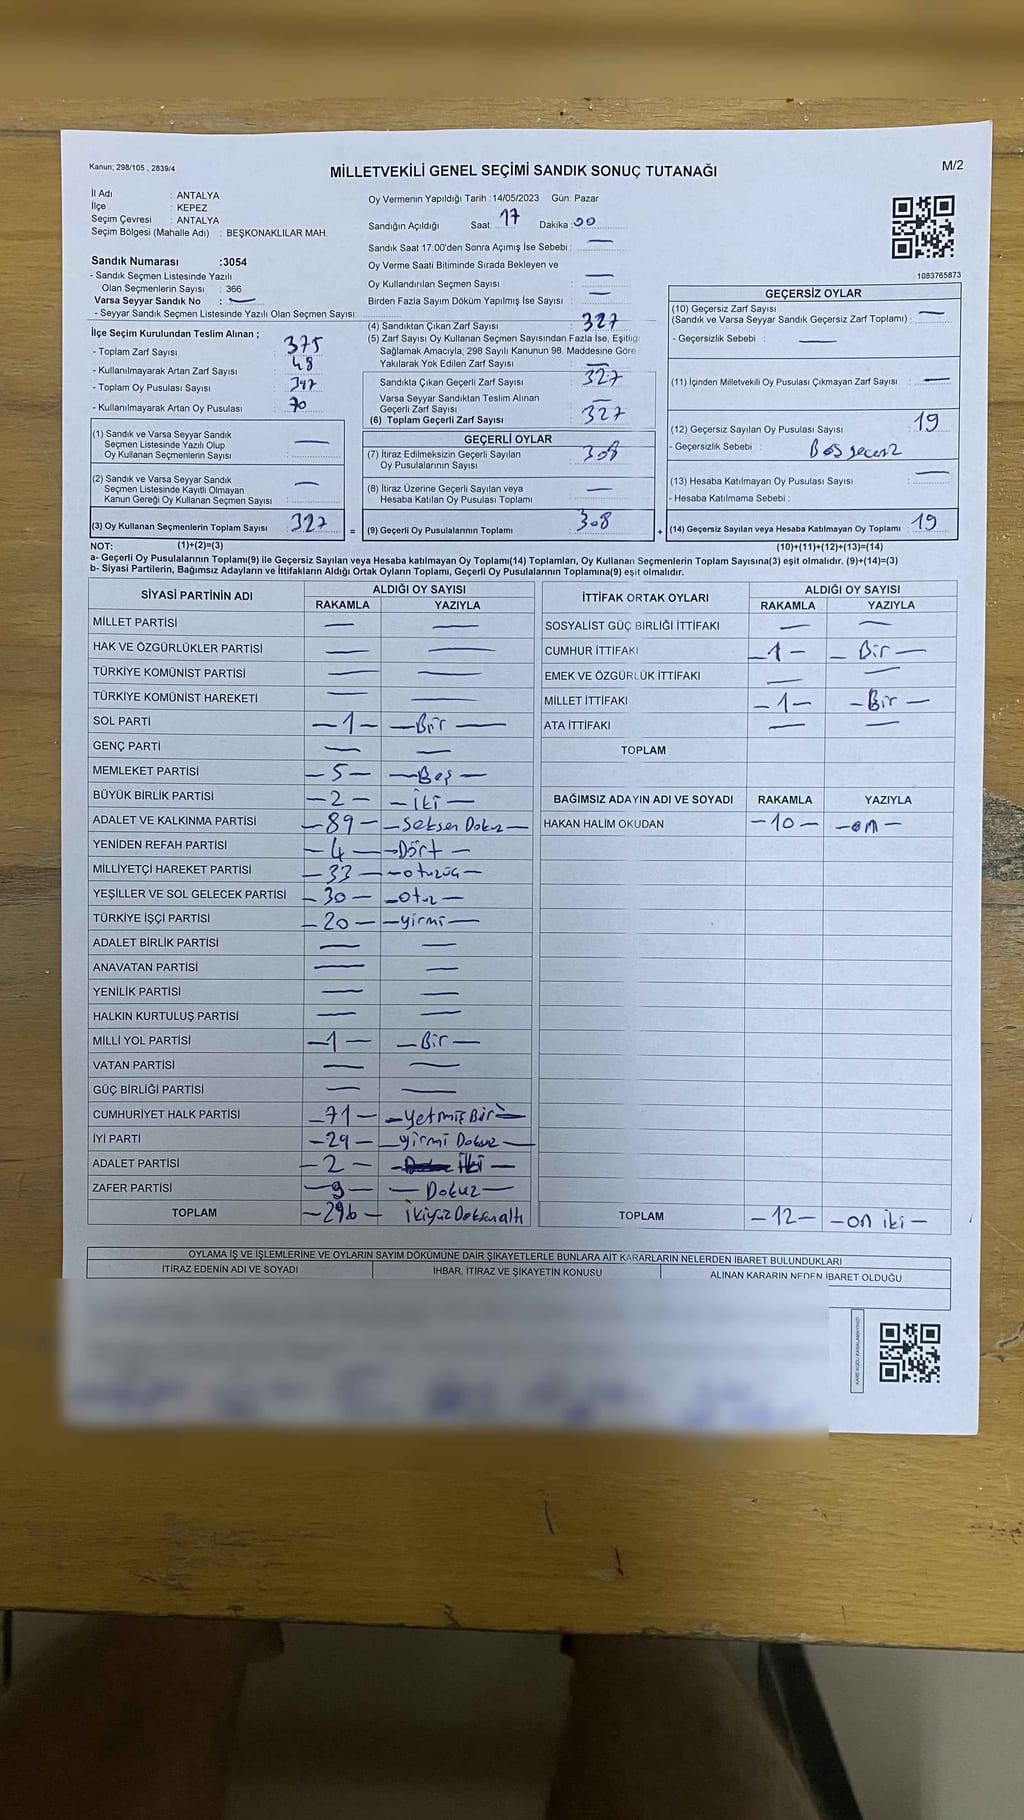 Kanun; 298/105 , 2839/4
MİLLETVEKİLİ GENEL SEÇİMİ SANDIK SONUÇ TUTANAĞI
M/2
İl Adı : ANTALYA
İlçe : KEPEZ
Seçim Çevresi : ANTALYA
Seçim Bölgesi (Mahalle Adı) : BEŞKONAKLILAR MAH.
Sandık Numarası :3054
- Sandık Seçmen Listesinde Yazılı
Olan Seçmenlerin Sayısı : 366
Varsa Seyyar Sandık No : —
- Seyyar Sandık Seçmen Listesinde Yazılı Olan Seçmen Sayısı:
İlçe Seçim Kurulundan Teslim Alınan ;
- Toplam Zarf Sayısı 375
- Kullanılmayarak Artan Zarf Sayısı 48
- Toplam Oy Pusulası Sayısı 397
- Kullanılmayarak Artan Oy Pusulası 70
(1) Sandık ve Varsa Seyyar Sandık
Seçmen Listesinde Yazılı Olup
Oy Kullanan Seçmenlerin Sayısı —
(2) Sandık ve Varsa Seyyar Sandık
Seçmen Listesinde Kayıtlı Olmayan
Kanun Gereği Oy Kullanan Seçmen Sayısı —
(3) Oy Kullanan Seçmenlerin Toplam Sayısı 327 =
(1)+(2)=(3)
Oy Vermenin Yapıldığı Tarih :14/05/2023 Gün: Pazar
Sandığın Açıldığı Saat: 17 Dakika: 00
Sandık Saat 17:00'den Sonra Açımış İse Sebebi : —
Oy Verme Saati Bitiminde Sırada Bekleyen ve
Oy Kullandırılan Seçmen Sayısı : —
Birden Fazla Sayım Döküm Yapılmış İse Sayısı : —
(4) Sandıktan Çıkan Zarf Sayısı : 327
(5) Zarf Sayısı Oy Kullanan Seçmen Sayısından Fazla İse, Eşitliği
Sağlamak Amacıyla; 298 Sayılı Kanunun 98. Maddesine Göre
Yakılarak Yok Edilen Zarf Sayısı : —
Sandıkta Çıkan Geçerli Zarf Sayısı : 327
Varsa Seyyar Sandıktan Teslim Alınan
Geçerli Zarf Sayısı : —
(6) Toplam Geçerli Zarf Sayısı : 327
GEÇERLİ OYLAR
(7) İtiraz Edilmeksizin Geçerli Sayılan
Oy Pusulalarının Sayısı : 308
(8) İtiraz Üzerine Geçerli Sayılan veya
Hesaba Katılan Oy Pusulası Toplamı : —
(9) Geçerli Oy Pusulalarının Toplamı : 308 +
1083765873
GEÇERSİZ OYLAR
(10) Geçersiz Zarf Sayısı
(Sandık ve Varsa Seyyar Sandık Geçersiz Zarf Toplamı) : —
- Geçersizlik Sebebi : —
(11) İçinden Milletvekili Oy Pusulası Çıkmayan Zarf Sayısı : —
(12) Geçersiz Sayılan Oy Pusulası Sayısı : 19
- Geçersizlik Sebebi : Boş geçersiz
(13) Hesaba Katılmayan Oy Pusulası Sayısı : —
- Hesaba Katılmama Sebebi :
(14) Geçersiz Sayılan veya Hesaba Katılmayan Oy Toplamı : 19
(10)+(11)+(12)+(13)=(14)
NOT:
a- Geçerli Oy Pusulalarının Toplamı(9) ile Geçersiz Sayılan veya Hesaba katılmayan Oy Toplamı(14) Toplamları, Oy Kullanan Seçmenlerin Toplam Sayısına(3) eşit olmalıdır. (9)+(14)=(3)
b- Siyasi Partilerin, Bağımsız Adayların ve İttifakların Aldığı Ortak Oyların Toplamı, Geçerli Oy Pusulalarının Toplamına(9) eşit olmalıdır.
SİYASİ PARTİNİN ADI ALDIĞI OY SAYISI
RAKAMLA YAZIYLA
MİLLET PARTİSİ — —
HAK VE ÖZGÜRLÜKLER PARTİSİ — —
TÜRKİYE KOMÜNİST PARTİSİ — —
TÜRKİYE KOMÜNİST HAREKETİ — —
SOL PARTİ —1— —Bir—
GENÇ PARTİ — —
MEMLEKET PARTİSİ —5— —Beş—
BÜYÜK BİRLİK PARTİSİ —2— —iki—
ADALET VE KALKINMA PARTİSİ —89— —Seksen Dokuz—
YENİDEN REFAH PARTİSİ —4— —Dört—
MİLLİYETÇİ HAREKET PARTİSİ —33— —otuzüç—
YEŞİLLER VE SOL GELECEK PARTİSİ —30— —otuz—
TÜRKİYE İŞÇİ PARTİSİ —20— —yirmi—
ADALET BİRLİK PARTİSİ — —
ANAVATAN PARTİSİ — —
YENİLİK PARTİSİ — —
HALKIN KURTULUŞ PARTİSİ — —
MİLLİ YOL PARTİSİ —1— —Bir—
VATAN PARTİSİ — —
GÜÇ BİRLİĞİ PARTİSİ — —
CUMHURİYET HALK PARTİSİ —71— —Yetmiş Bir—
İYİ PARTİ —29— —yirmi Dokuz—
ADALET PARTİSİ —2— — İki —
ZAFER PARTİSİ —9— —Dokuz—
TOPLAM —296— ikiyüz Doksanaltı
İTTİFAK ORTAK OYLARI ALDIĞI OY SAYISI
RAKAMLA YAZIYLA
SOSYALİST GÜÇ BİRLİĞİ İTTİFAKI — —
CUMHUR İTTİFAKI —1— —Bir—
EMEK VE ÖZGÜRLÜK İTTİFAKI — —
MİLLET İTTİFAKI —1— —Bir—
ATA İTTİFAKI — —
TOPLAM
BAĞIMSIZ ADAYIN ADI VE SOYADI RAKAMLA YAZIYLA
HAKAN HALİM OKUDAN —10— —on—
TOPLAM —12— —on iki—
OYLAMA İŞ VE İŞLEMLERİNE VE OYLARIN SAYIM DÖKÜMÜNE DAİR ŞİKAYETLERLE BUNLARA AİT KARARLARIN NELERDEN İBARET BULUNDUKLARI
İTİRAZ EDENİN ADI VE SOYADI İHBAR, İTİRAZ VE ŞİKAYETİN KONUSU ALINAN KARARIN NEDEN İBARET OLDUĞU